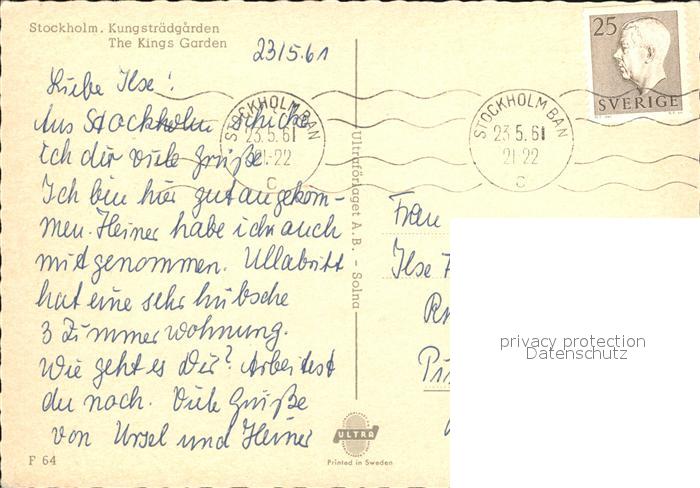 Stockholm. Kungsträdgården
The Kings Garden
23/5.61
Liebe Ilse!
Aus Stockholm schicke
ich dir viele Grüße.
Ich bin hier gut angekom-
men. Heiner habe ich auch
mitgenommen. Ullabritt
hat eine sehr hübsche
3 Zimmerwohnung.
Wie geht es Dir? Arbeitest
du noch. Viele Grüße
von Ursel und Heiner
F 64
Ultraförlaget A.B. - Solna
ULTRA
Printed in Sweden
STOCKHOLM BAN
23.5.61
21-22
C
STOCKHOLM BAN
23.5.61
21-22
C
25
SVERIGE
Frau
Ilse
privacy protection
Datenschutz